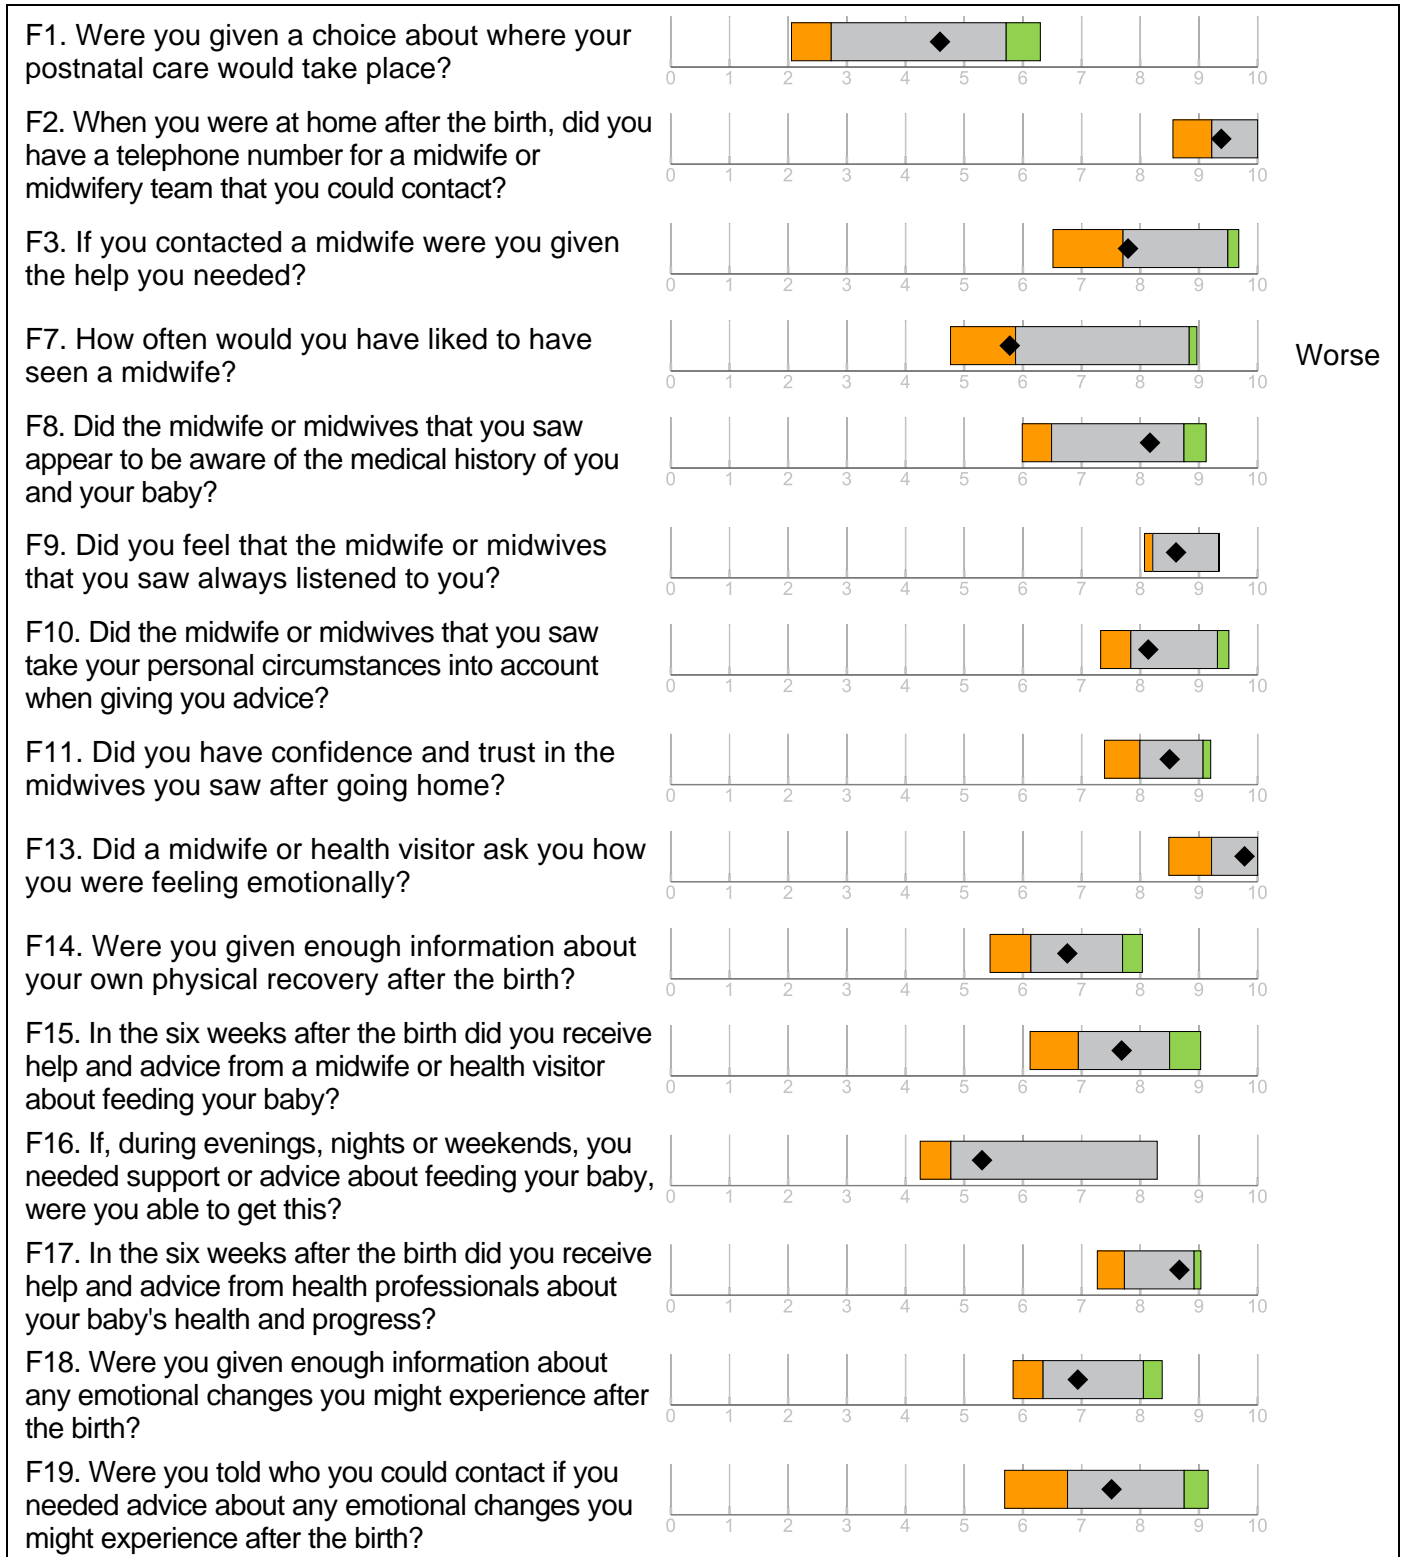 F1. Were you given a choice about where your
postnatal care would take place?
0 1 2 3 4 5 6 7 8 9 10
F2. When you were at home after the birth, did you
have a telephone number for a midwife or
midwifery team that you could contact?
0 1 2 3 4 5 6 7 8 9 10
F3. If you contacted a midwife were you given
the help you needed?
0 1 2 3 4 5 6 7 8 9 10
F7. How often would you have liked to have
seen a midwife?
Worse
0 1 2 3 4 5 6 7 8 9 10
F8. Did the midwife or midwives that you saw
appear to be aware of the medical history of you
and your baby?
0 1 2 3 4 5 6 7 8 9 10
F9. Did you feel that the midwife or midwives
that you saw always listened to you?
0 1 2 3 4 5 6 7 8 9 10
F10. Did the midwife or midwives that you saw
take your personal circumstances into account
when giving you advice?
0 1 2 3 4 5 6 7 8 9 10
F11. Did you have confidence and trust in the
midwives you saw after going home?
0 1 2 3 4 5 6 7 8 9 10
F13. Did a midwife or health visitor ask you how
you were feeling emotionally?
0 1 2 3 4 5 6 7 8 9 10
F14. Were you given enough information about
your own physical recovery after the birth?
0 1 2 3 4 5 6 7 8 9 10
F15. In the six weeks after the birth did you receive
help and advice from a midwife or health visitor
about feeding your baby?
0 1 2 3 4 5 6 7 8 9 10
F16. If, during evenings, nights or weekends, you
needed support or advice about feeding your baby,
were you able to get this?
0 1 2 3 4 5 6 7 8 9 10
F17. In the six weeks after the birth did you receive
help and advice from health professionals about
your baby's health and progress?
0 1 2 3 4 5 6 7 8 9 10
F18. Were you given enough information about
any emotional changes you might experience after
the birth?
0 1 2 3 4 5 6 7 8 9 10
F19. Were you told who you could contact if you
needed advice about any emotional changes you
might experience after the birth?
0 1 2 3 4 5 6 7 8 9 10